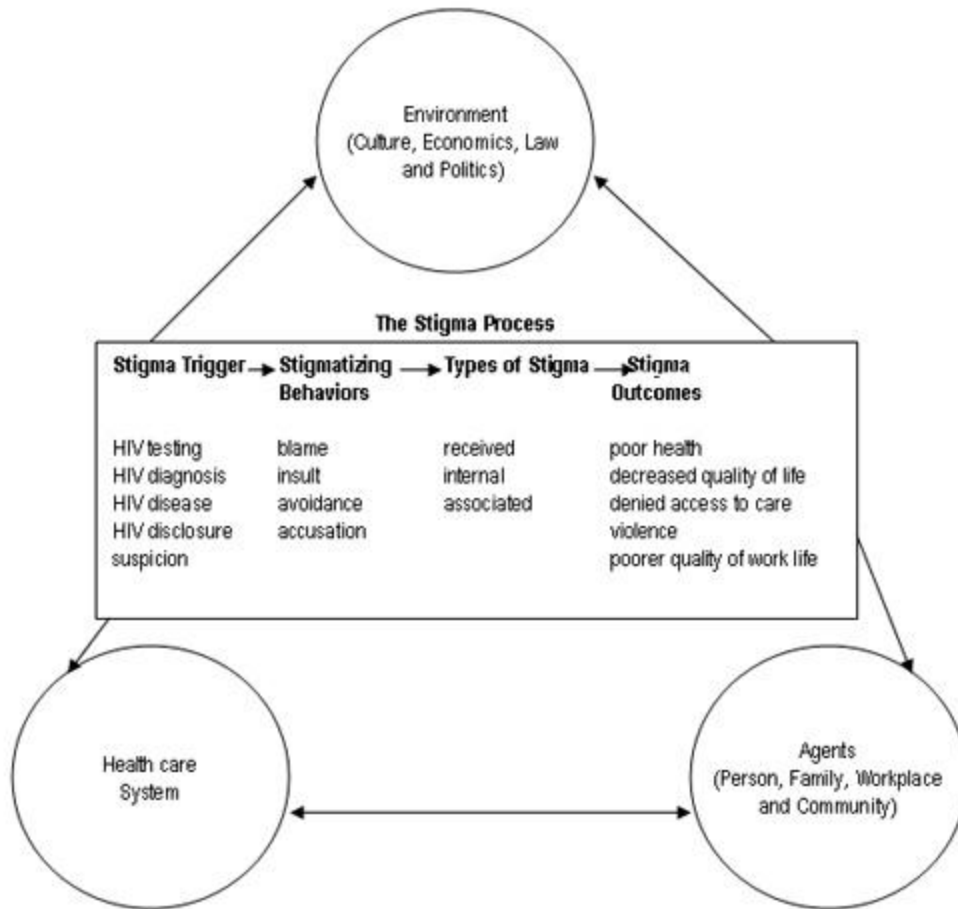 Environment
(Culture, Economics, Law
and Politics)
The Stigma Process
Stigma Trigger
Stigmatizing
Behaviors
Types of Stigma
Stigma
Outcomes
HIV testing
blame
received
poor health
HIV diagnosis
insult
internal
decreased quality of life
HIV disease
avoidance
associated
denied access to care
HIV disclosure
accusation
violence
suspicion
poorer quality of work life
Health care
System
Agents
(Person, Family, Workplace
and Community)